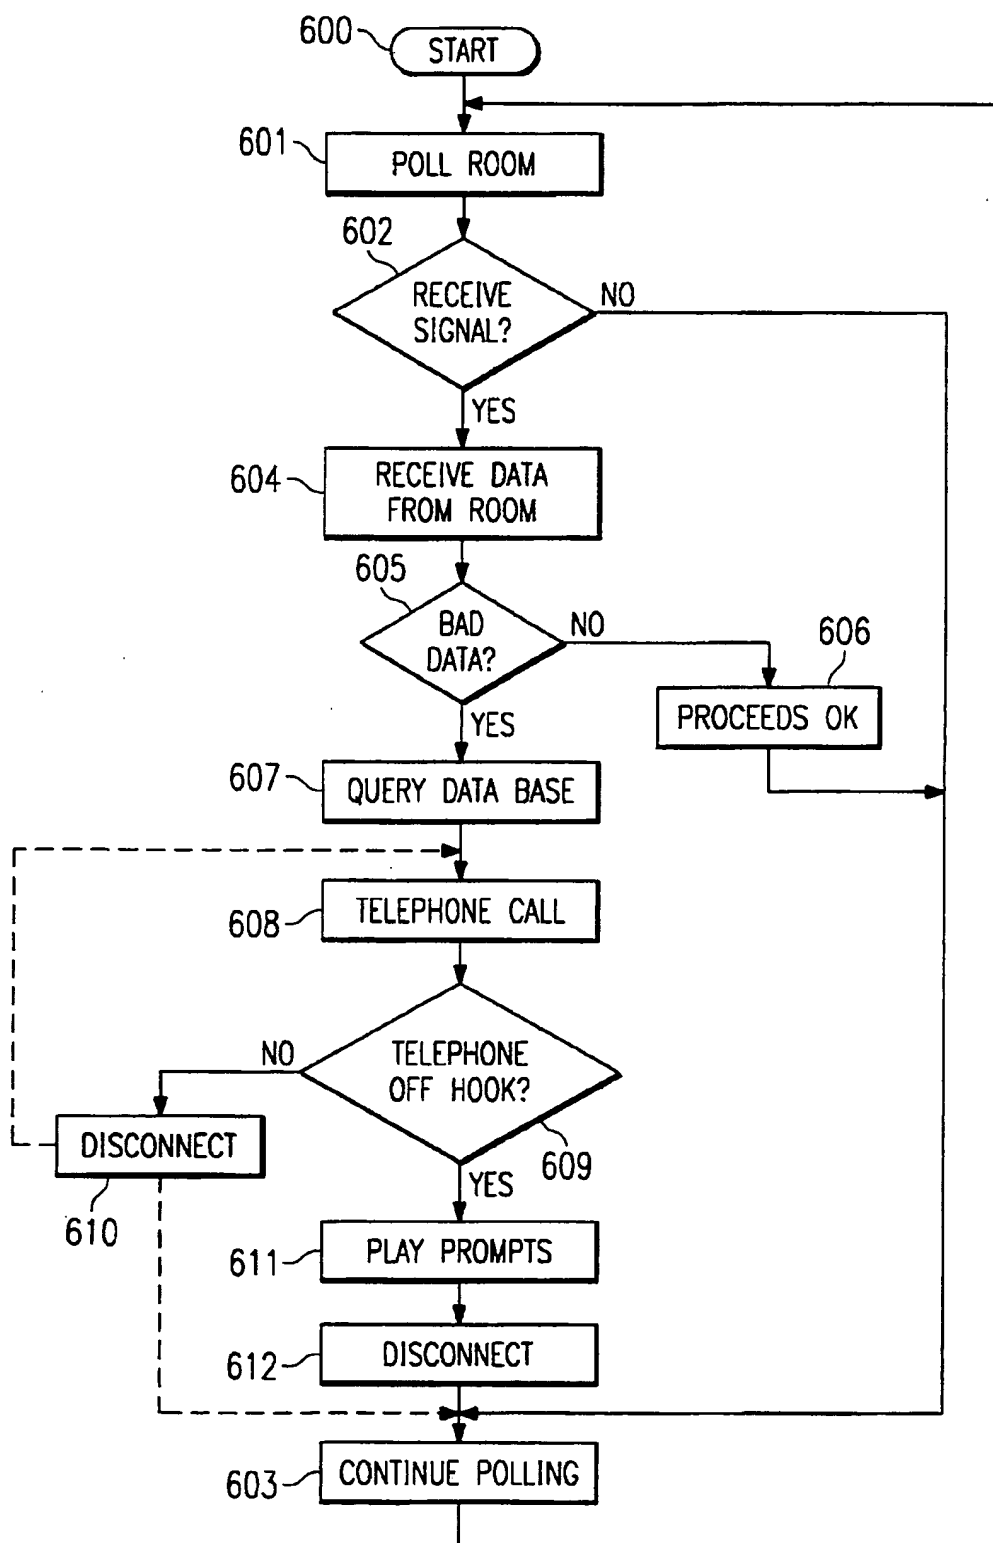 600
START
601
POLL ROOM
602
RECEIVE
SIGNAL?
NO
YES
604
RECEIVE DATA
FROM ROOM
605
BAD
DATA?
NO
606
PROCEEDS OK
YES
607
QUERY DATA BASE
608
TELEPHONE CALL
NO
TELEPHONE
OFF HOOK?
609
DISCONNECT
610
YES
611
PLAY PROMPTS
612
DISCONNECT
603
CONTINUE POLLING